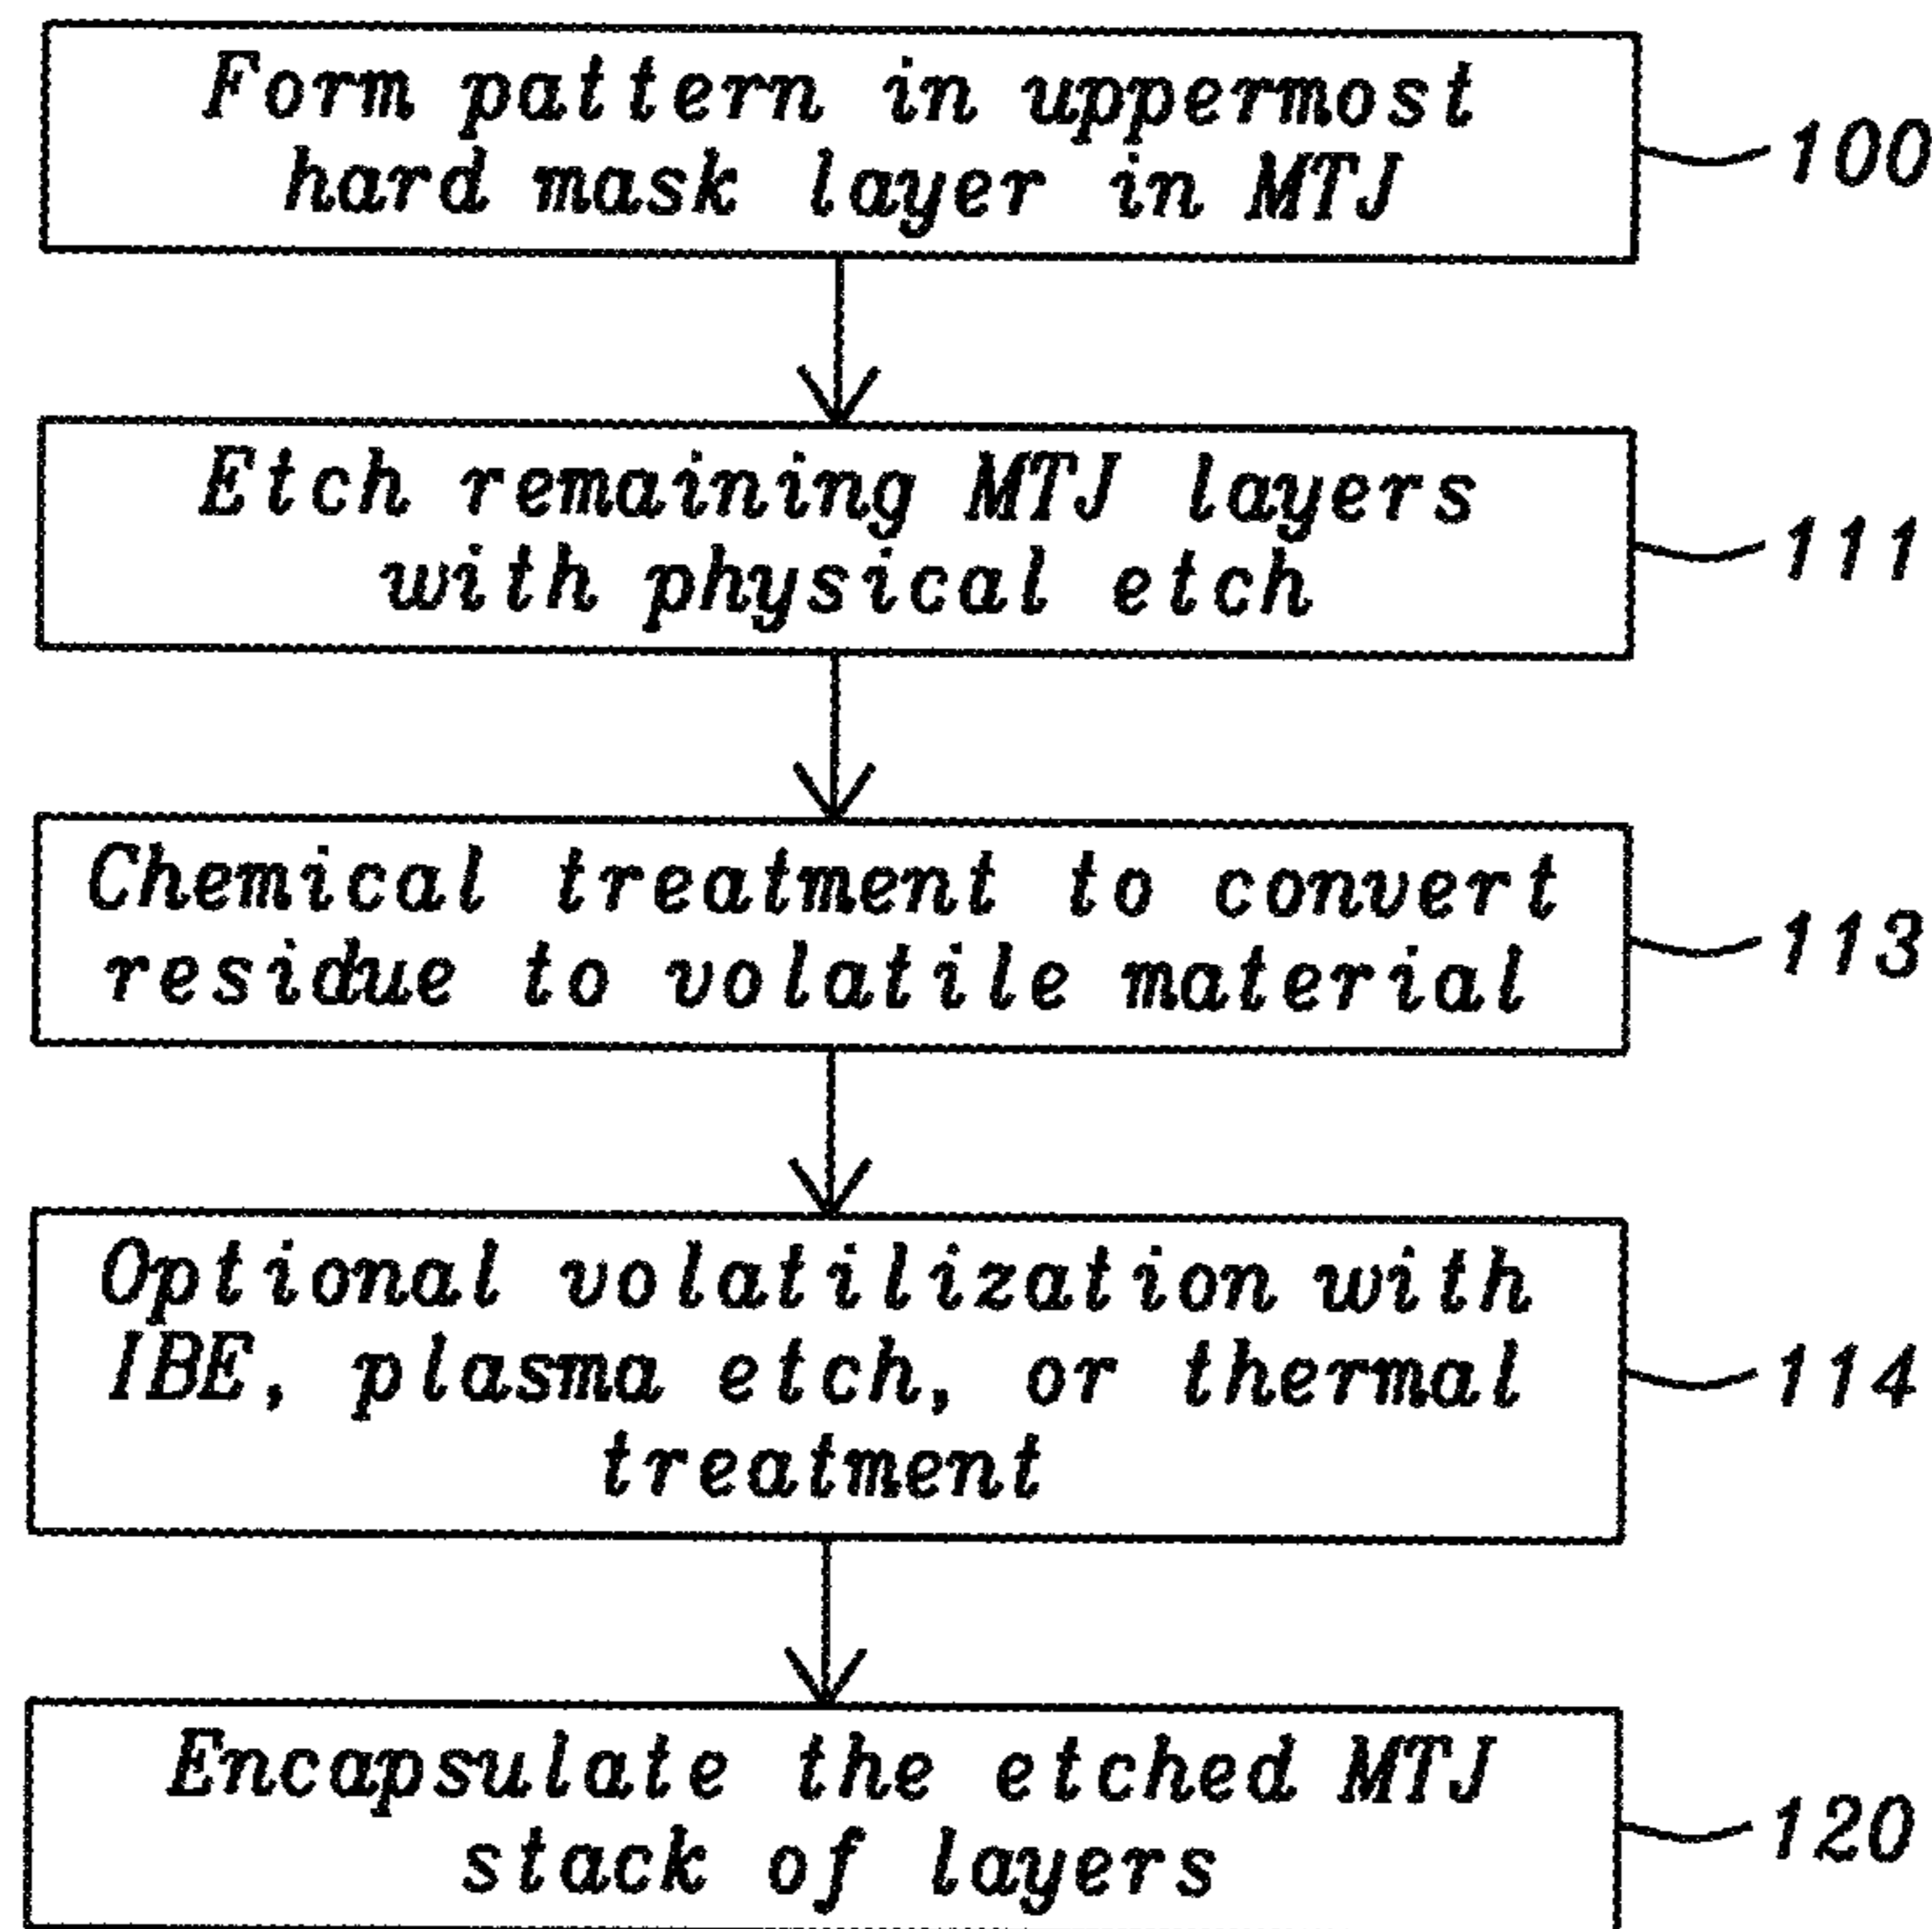 Form pattern in uppermost
hard mask layer in MTJ
100
Etch remaining MTJ layers
with physical etch
111
Chemical treatment to convert
residue to volatile material
113
Optional volatilization with
IBE, plasma etch, or thermal
treatment
114
Encapsulate the etched MTJ
stack of layers
120